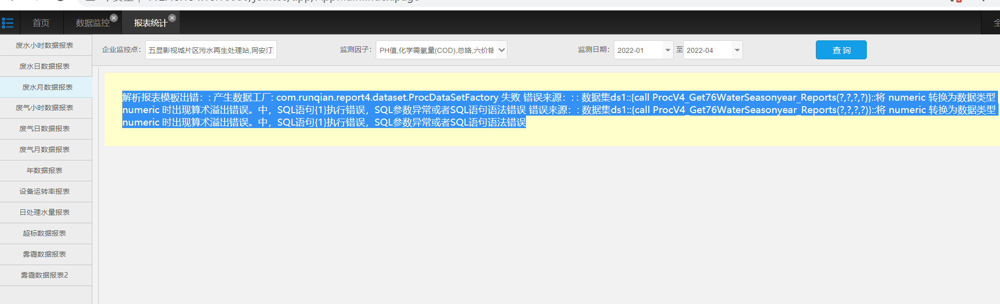 首页
数据监控
报表统计
全
废水小时数据报表
废水日数据报表
废水月数据报表
废气小时数据报表
废气日数据报表
废气月数据报表
年数据报表
设备运转率报表
日处理水量报表
超标数据报表
雾霾数据报表
雾霾数据报表2
企业监控点：
五显影视城片区污水再生处理站,同安汀
监测因子：
PH值,化学需氧量(COD),总铬,六价铬
监测日期：
2022-01
至
2022-04
查 询
解析报表模板出错：: 产生数据工厂: com.runqian.report4.dataset.ProcDataSetFactory 失败 错误来源：: : 数据集ds1::{call ProcV4_Get76WaterSeasonyear_Reports(?,?,?,?)}::将 numeric 转换为数据类型
numeric 时出现算术溢出错误。中，SQL语句{1}执行错误，SQL参数异常或者SQL语句语法错误 错误来源：: : 数据集ds1::{call ProcV4_Get76WaterSeasonyear_Reports(?,?,?,?)}::将 numeric 转换为数据类型
numeric 时出现算术溢出错误。中，SQL语句{1}执行错误，SQL参数异常或者SQL语句语法错误